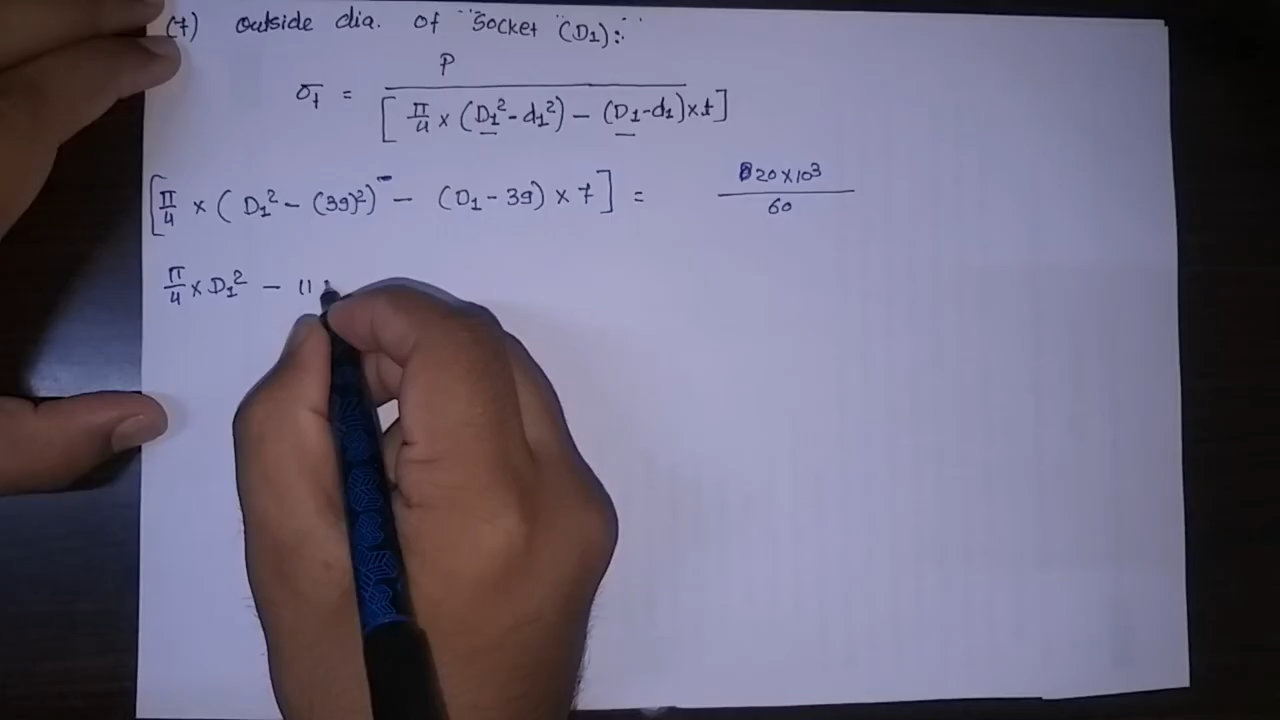 (7) outside dia. of "Socket (D1):-
σt = P / [π/4 × (D1² - d1²) - (D1 - d1) × t]
[π/4 × (D1² - (39)²) - (D1 - 39) × 7] = 20×10³ / 60
π/4 × D1² - 11